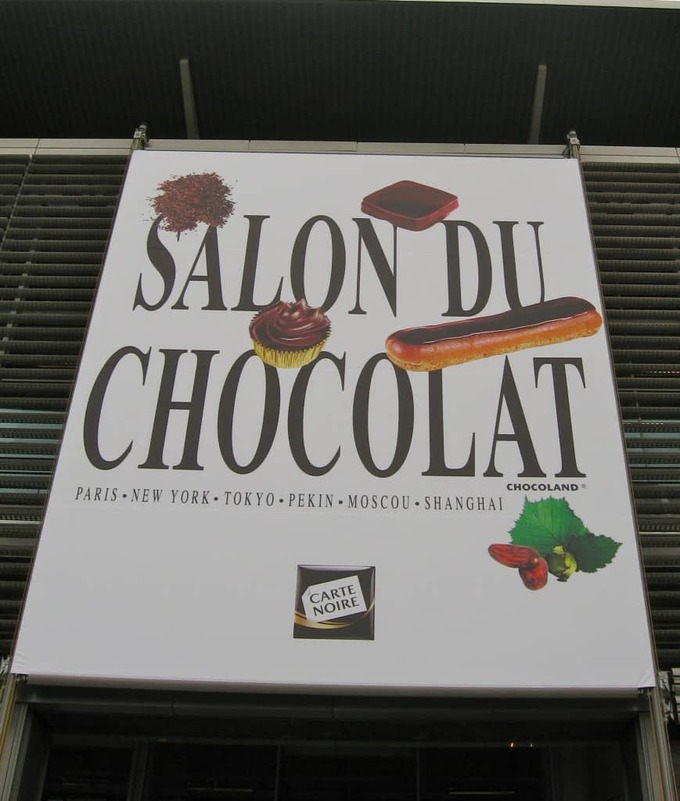 SALON DU
CHOCOLAT
CHOCOLAND®
PARIS • NEW YORK • TOKYO • PEKIN • MOSCOU • SHANGHAI
CARTE
NOIRE